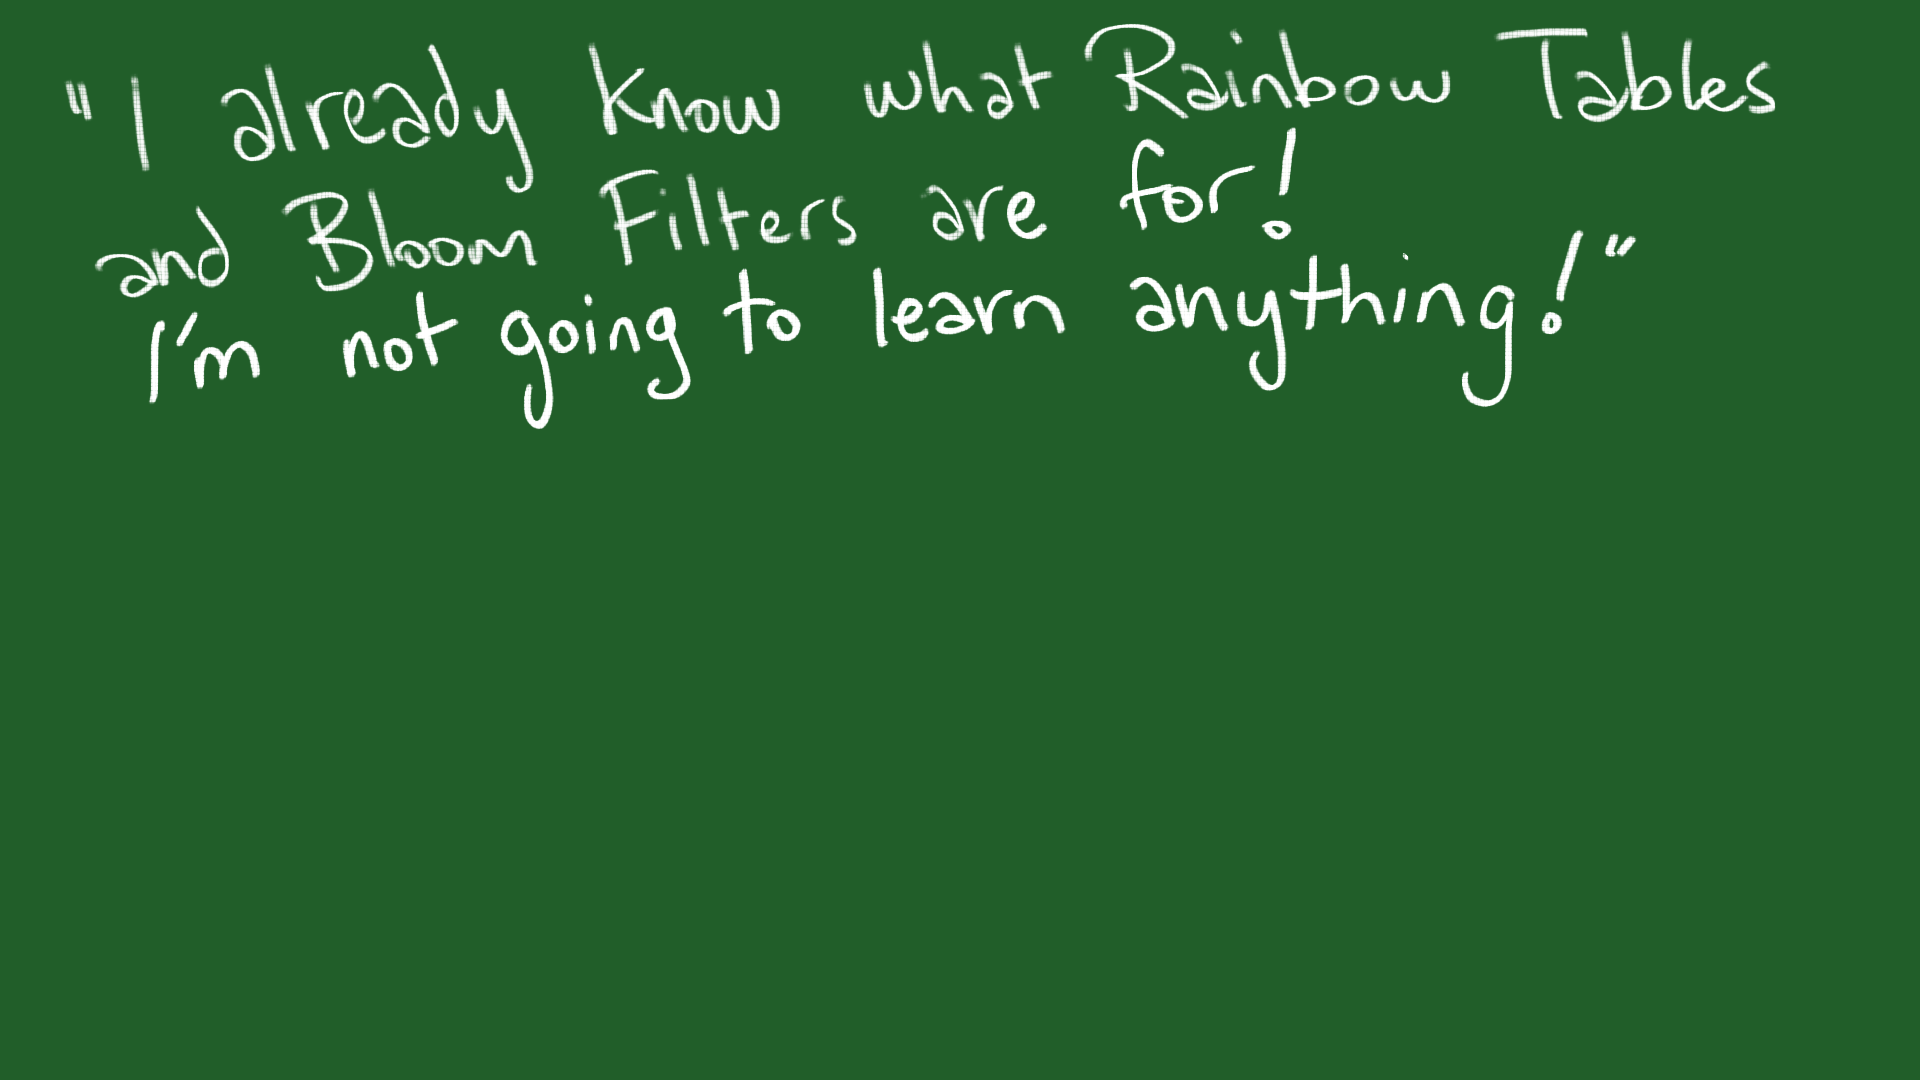 "I already know what Rainbow Tables
and Bloom Filters are for!
I'm not going to learn anything!"